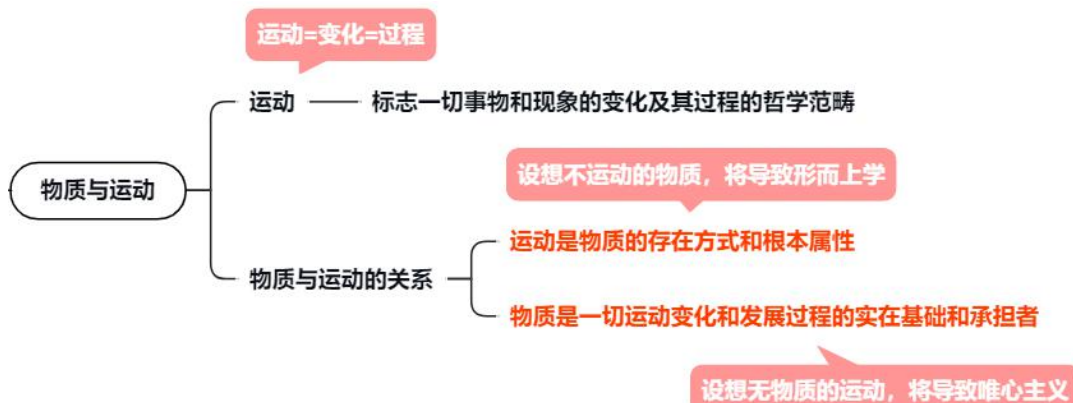 运动=变化=过程
运动
标志一切事物和现象的变化及其过程的哲学范畴
物质与运动
设想不运动的物质，将导致形而上学
运动是物质的存在方式和根本属性
物质与运动的关系
物质是一切运动变化和发展过程的实在基础和承担者
设想无物质的运动，将导致唯心主义